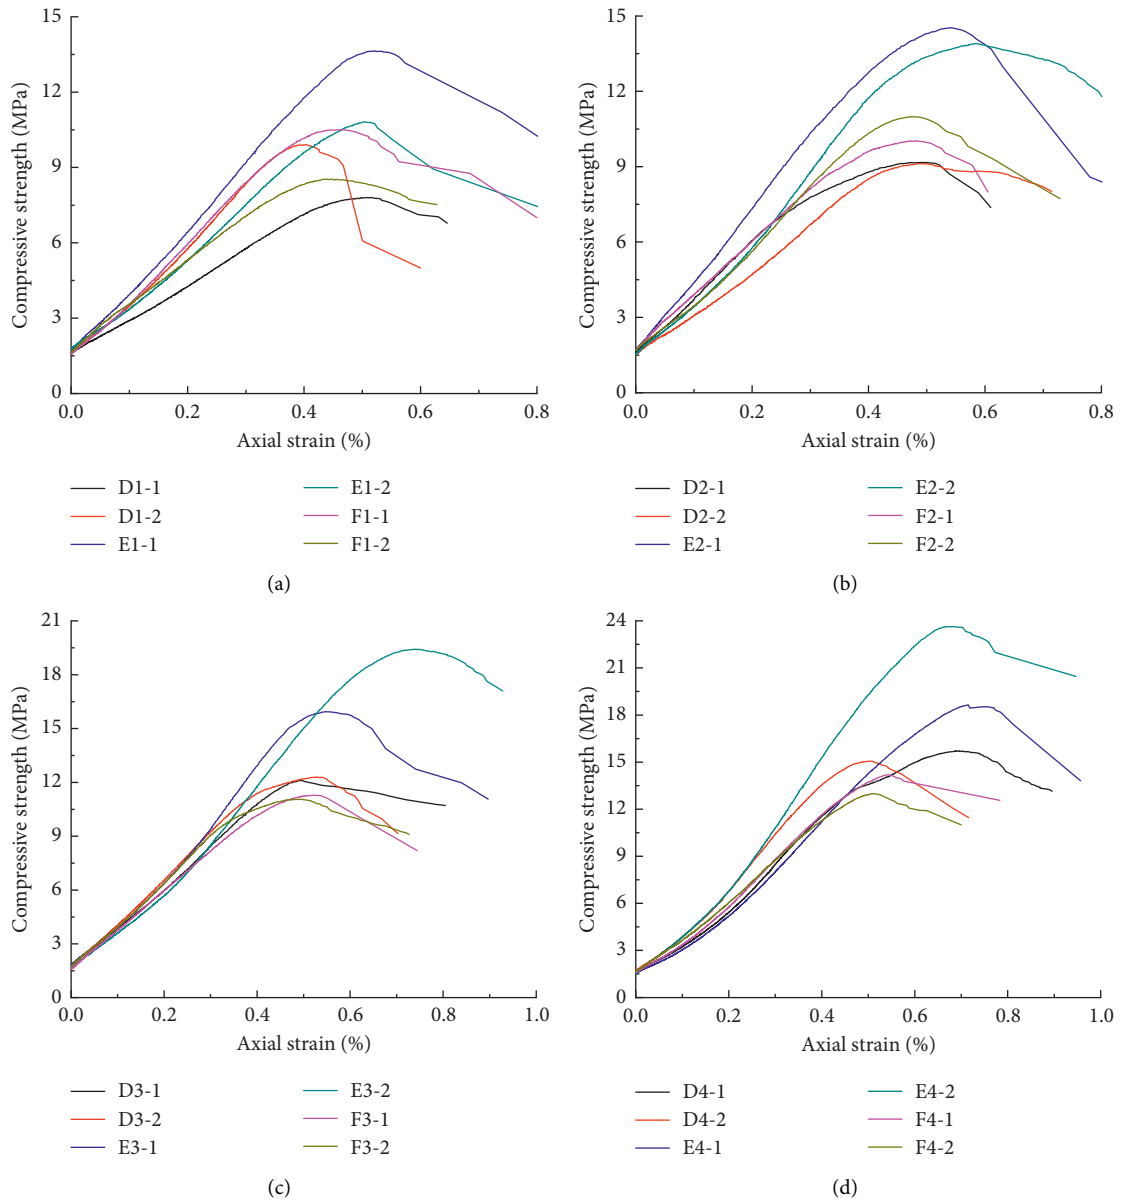 15
12
9
6
3
0
Compressive strength (MPa)
0.0 0.2 0.4 0.6 0.8
Axial strain (%)
D1-1 E1-2
D1-2 F1-1
E1-1 F1-2
(a)
15
12
9
6
3
0
Compressive strength (MPa)
0.0 0.2 0.4 0.6 0.8
Axial strain (%)
D2-1 E2-2
D2-2 F2-1
E2-1 F2-2
(b)
21
18
15
12
9
6
3
0
Compressive strength (MPa)
0.0 0.2 0.4 0.6 0.8 1.0
Axial strain (%)
D3-1 E3-2
D3-2 F3-1
E3-1 F3-2
(c)
24
21
18
15
12
9
6
3
0
Compressive strength (MPa)
0.0 0.2 0.4 0.6 0.8 1.0
Axial strain (%)
D4-1 E4-2
D4-2 F4-1
E4-1 F4-2
(d)